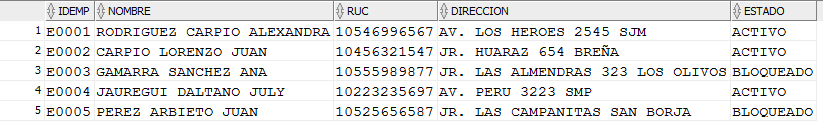 IDEMP NOMBRE RUC DIRECCION ESTADO
1 E0001 RODRIGUEZ CARPIO ALEXANDRA 10546996567 AV. LOS HEROES 2545 SJM ACTIVO
2 E0002 CARPIO LORENZO JUAN 10456321547 JR. HUARAZ 654 BREÑA ACTIVO
3 E0003 GAMARRA SANCHEZ ANA 10555989877 JR. LAS ALMENDRAS 323 LOS OLIVOS BLOQUEADO
4 E0004 JAUREGUI DALTANO JULY 10223235697 AV. PERU 3223 SMP ACTIVO
5 E0005 PEREZ ARBIETO JUAN 10525656587 JR. LAS CAMPANITAS SAN BORJA BLOQUEADO